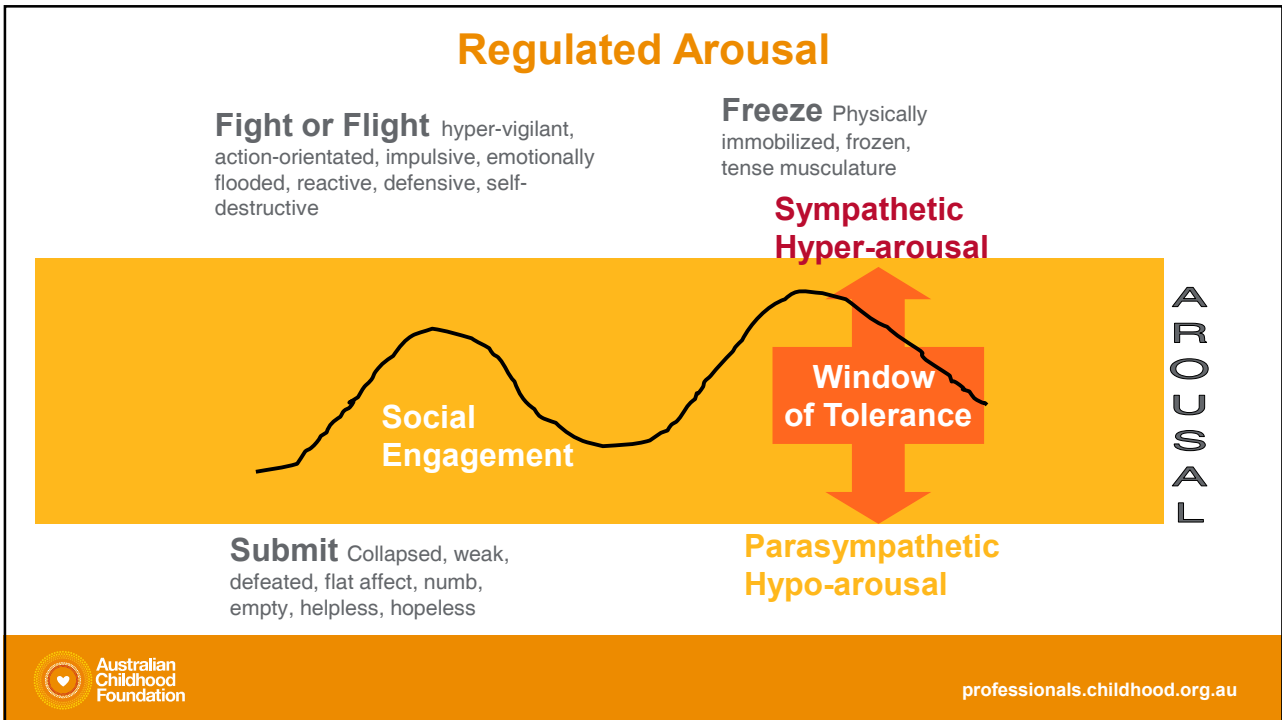 Regulated Arousal
Fight or Flight hyper-vigilant,
action-orientated, impulsive, emotionally
flooded, reactive, defensive, self-
destructive
Freeze Physically
immobilized, frozen,
tense musculature
Sympathetic
Hyper-arousal
Social
Engagement
Window
of Tolerance
AROUSAL
Submit Collapsed, weak,
defeated, flat affect, numb,
empty, helpless, hopeless
Parasympathetic
Hypo-arousal
Australian
Childhood
Foundation
professionals.childhood.org.au